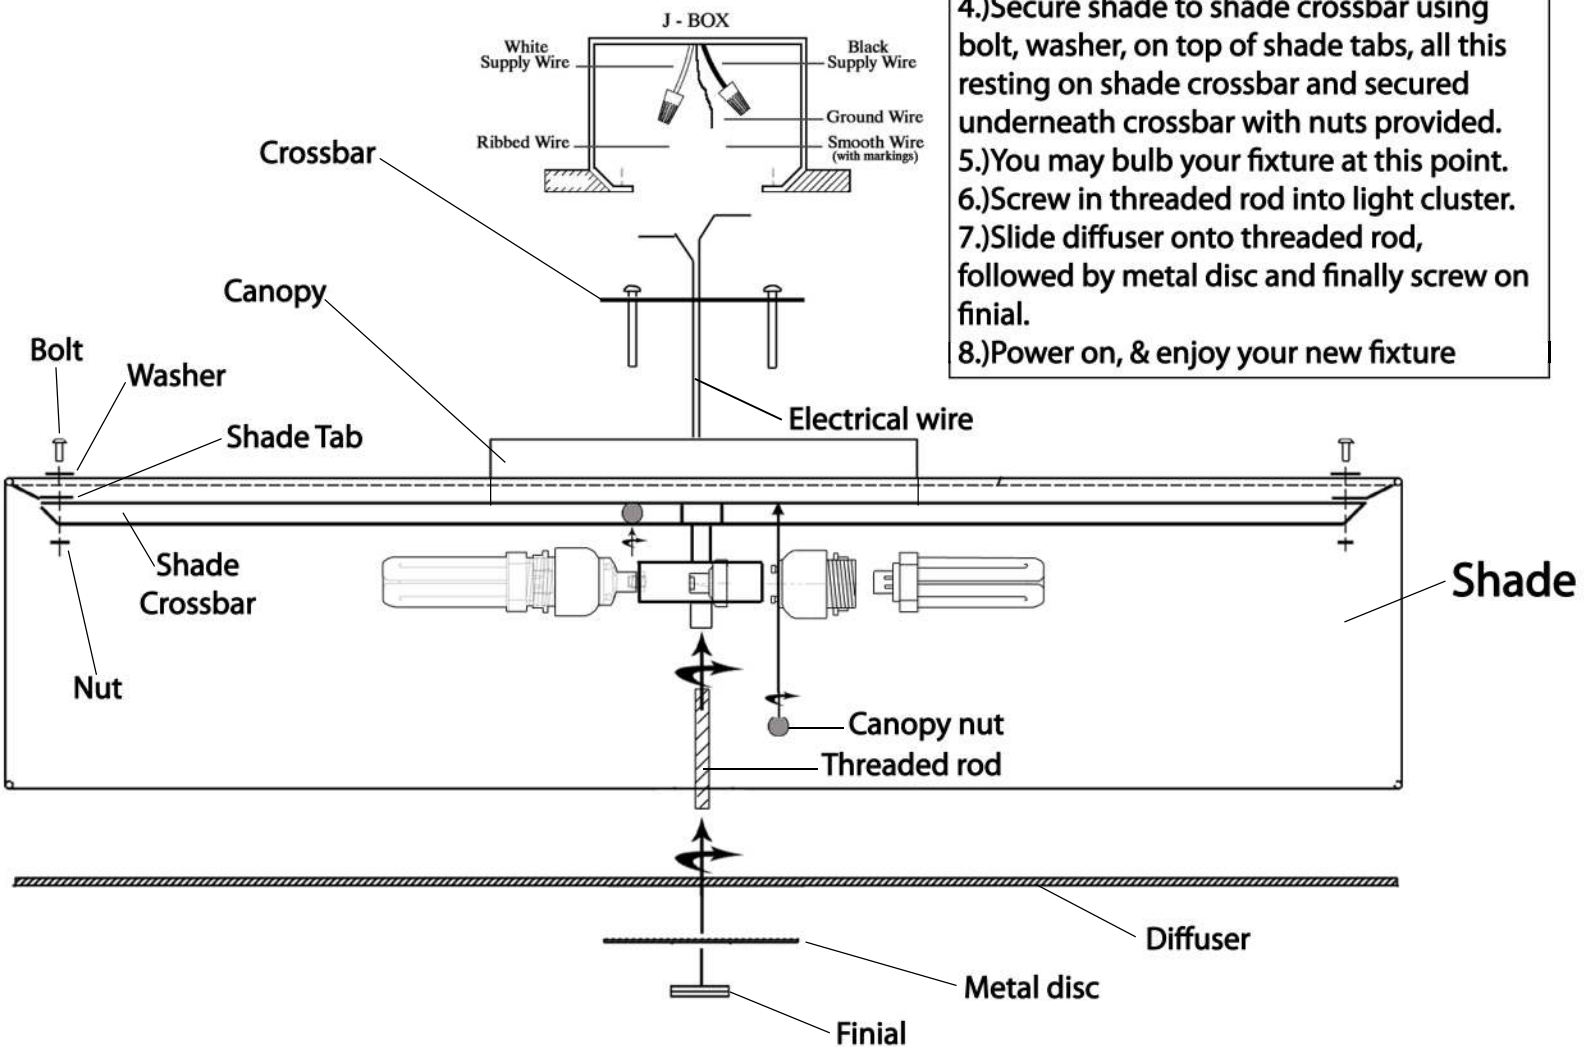 J - BOX
White
Supply Wire
Black
Supply Wire
Ground Wire
Ribbed Wire
Smooth Wire
(with markings)
4.)Secure shade to shade crossbar using
bolt, washer, on top of shade tabs, all this
resting on shade crossbar and secured
underneath crossbar with nuts provided.
5.)You may bulb your fixture at this point.
6.)Screw in threaded rod into light cluster.
7.)Slide diffuser onto threaded rod,
followed by metal disc and finally screw on
finial.
8.)Power on, & enjoy your new fixture
Crossbar
Canopy
Bolt
Washer
Shade Tab
Electrical wire
Shade
Crossbar
Shade
Nut
Canopy nut
Threaded rod
Diffuser
Metal disc
Finial